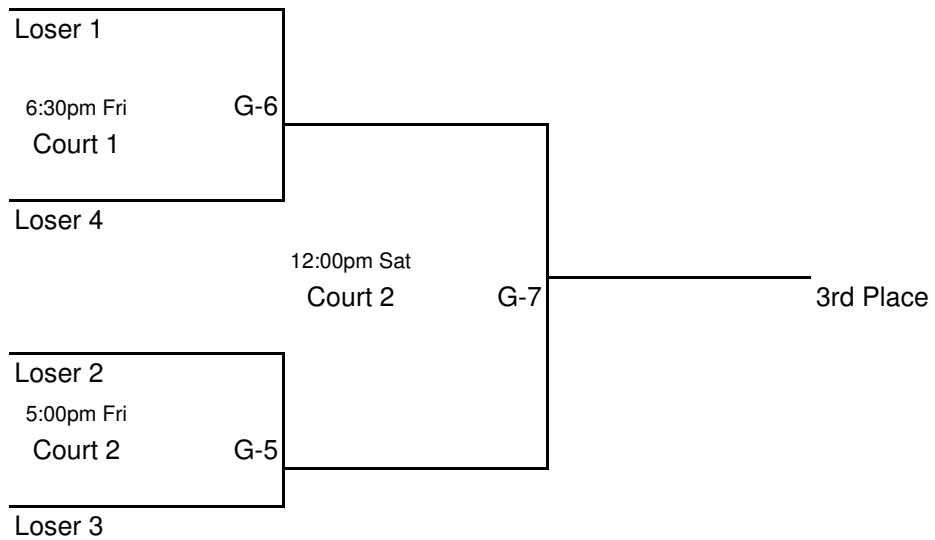 Loser 1
6:30pm Fri
G-6
Court 1
Loser 4
12:00pm Sat
Court 2
G-7
3rd Place
Loser 2
5:00pm Fri
Court 2
G-5
Loser 3